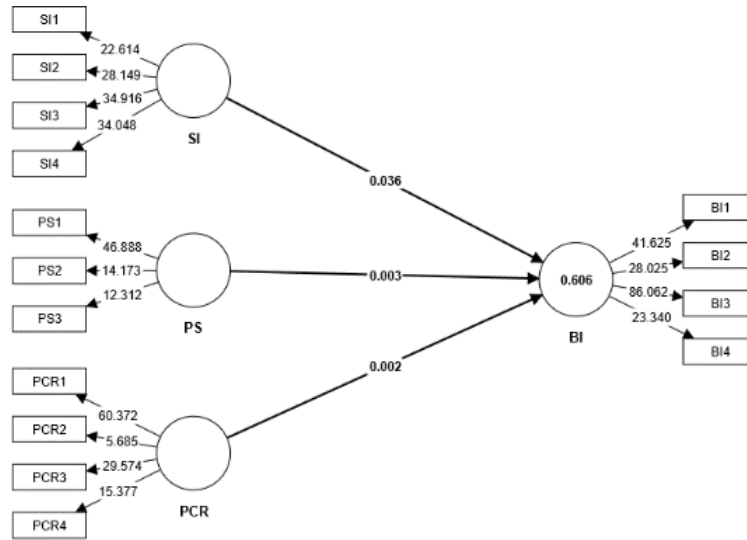 SI1
22.614
SI2
28.149
34.916
SI3
34.048
SI4
SI
0.036
PS1
46.888
PS2
14.173
12.312
PS3
PS
0.003
PCR1
60.372
PCR2
5.685
29.574
PCR3
15.377
PCR4
PCR
0.002
0.606
BI
BI1
41.625
BI2
28.025
86.062
BI3
23.340
BI4